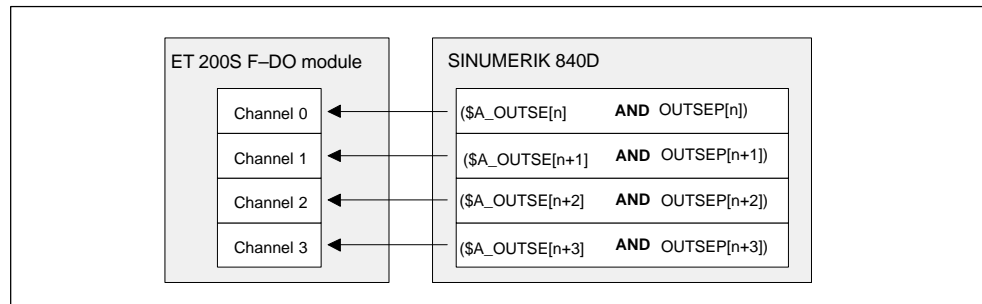 ET 200S F–DO module
SINUMERIK 840D
Channel 0
($A_OUTSE[n] AND OUTSEP[n])
Channel 1
($A_OUTSE[n+1] AND OUTSEP[n+1])
Channel 2
($A_OUTSE[n+2] AND OUTSEP[n+2])
Channel 3
($A_OUTSE[n+3] AND OUTSEP[n+3])